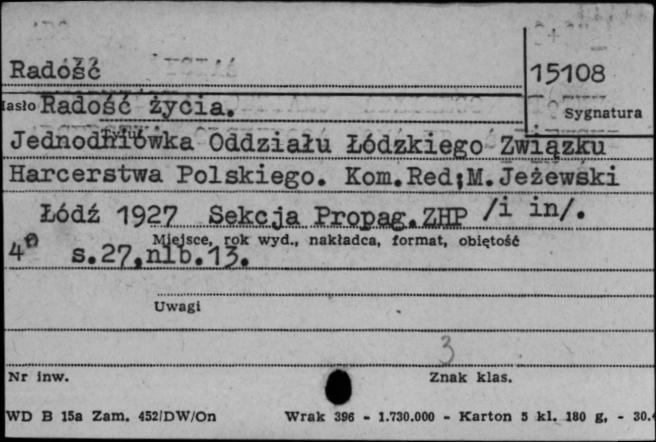 Radość
15108
Hasło Radość życia.
Sygnatura
Jednodniówka Oddziału Łódzkiego Związku
Harcerstwa Polskiego. Kom.Red;M.Jeżewski
Łódź 1927 Sekcja Propag.ZHP /i in/.
Miejsce, rok wyd., nakładca, format, objętość
4° s.27,nlb.13.
Uwagi
3
Nr inw.
Znak klas.
WD B 15a Zam. 452/DW/On Wrak 396 - 1.730.000 - Karton 5 kl. 180 g, - 30.